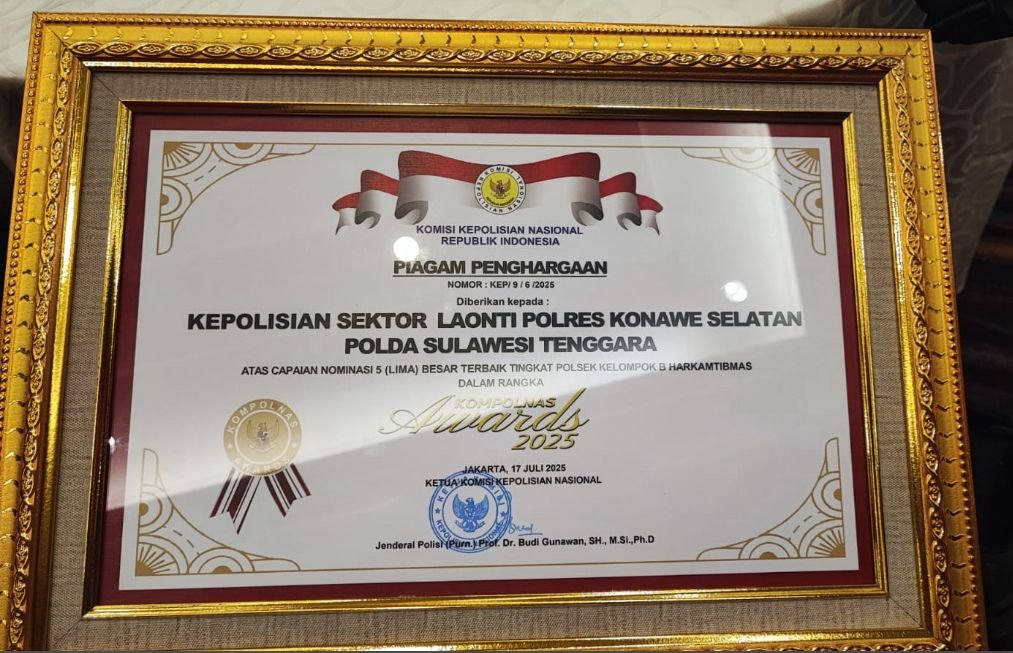 KOMISI KEPOLISIAN NASIONAL
KOMISI KEPOLISIAN NASIONAL
REPUBLIK INDONESIA
PIAGAM PENGHARGAAN
NOMOR : KEP/ 9 / 6 /2025
Diberikan kepada :
KEPOLISIAN SEKTOR LAONTI POLRES KONAWE SELATAN
POLDA SULAWESI TENGGARA
ATAS CAPAIAN NOMINASI 5 (LIMA) BESAR TERBAIK TINGKAT POLSEK KELOMPOK B HARKAMTIBMAS
DALAM RANGKA
KOMPOLNAS
Awards
2025
KOMPOLNAS
AWARDS
JAKARTA, 17 JULI 2025
KETUA KOMISI KEPOLISIAN NASIONAL
Jenderal Polisi (Purn.) Prof. Dr. Budi Gunawan, SH., M.Si.,Ph.D